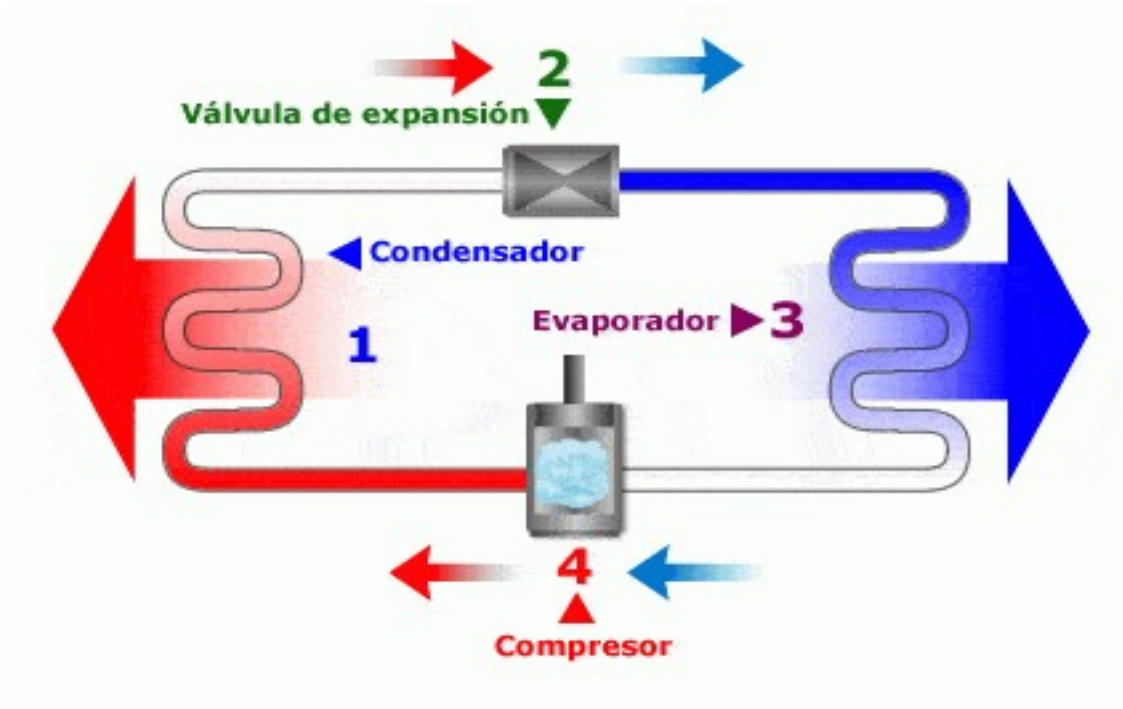 2
Válvula de expansión
Condensador
1
Evaporador
3
4
Compresor